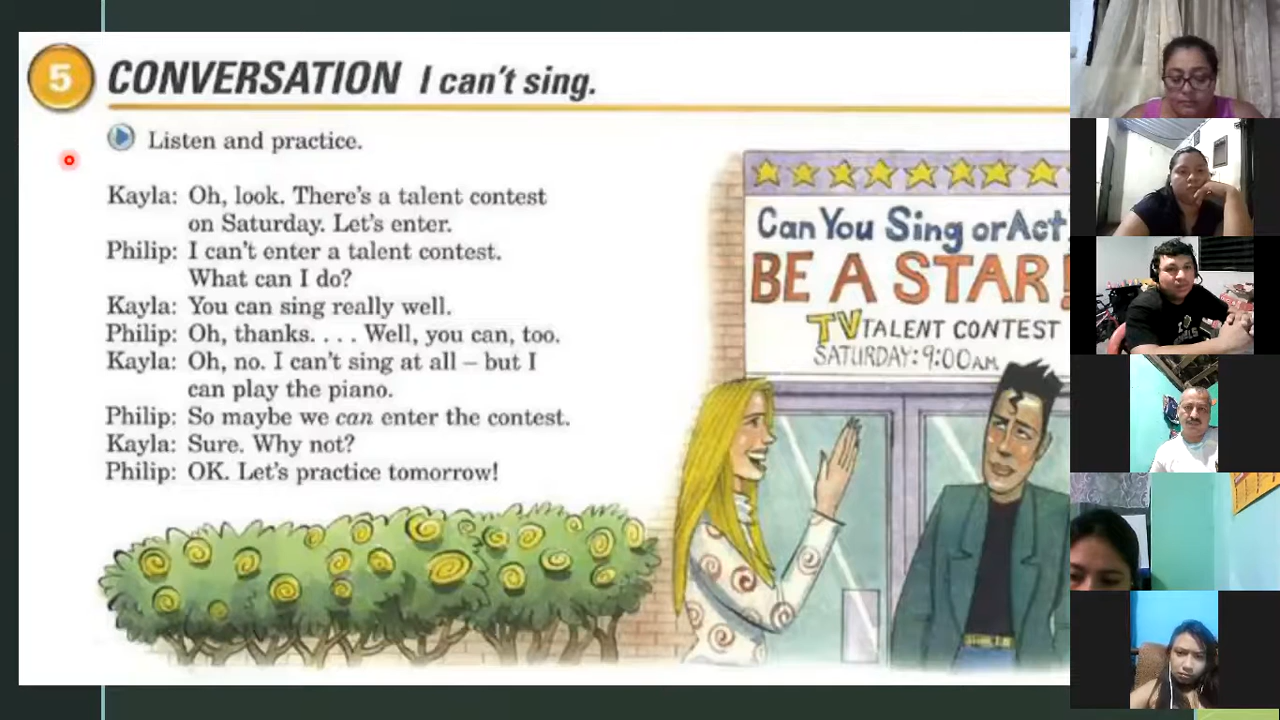 5 CONVERSATION I can't sing.
Listen and practice.
Kayla: Oh, look. There's a talent contest
on Saturday. Let's enter.
Philip: I can't enter a talent contest.
What can I do?
Kayla: You can sing really well.
Philip: Oh, thanks. . . . Well, you can, too.
Kayla: Oh, no. I can't sing at all – but I
can play the piano.
Philip: So maybe we can enter the contest.
Kayla: Sure. Why not?
Philip: OK. Let's practice tomorrow!
Can You Sing or Act
BE A STAR!
TV TALENT CONTEST
SATURDAY: 9:00 AM